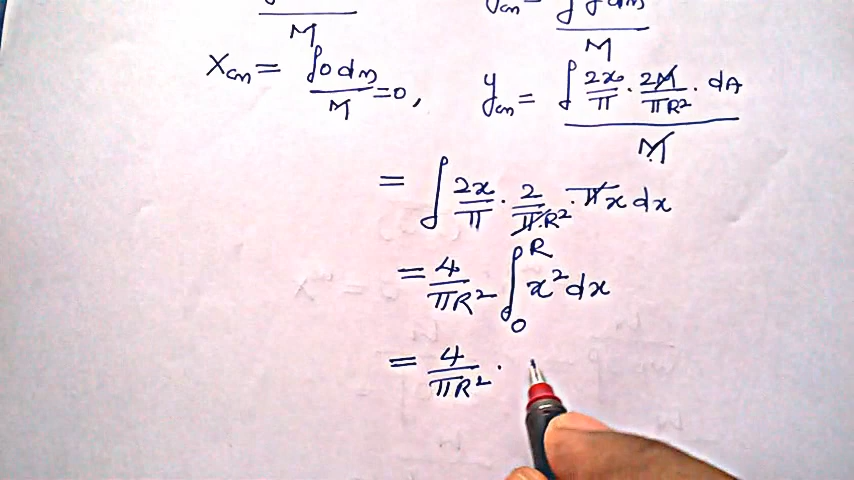 M
M
X_cm = ∫0 dm / M = 0, y_cm = ∫ 2x/π · 2M/πR² · dA / M
= ∫ 2x/π · 2/πR² · πx dx
= 4/πR² ∫₀ᴿ x² dx
= 4/πR² ·